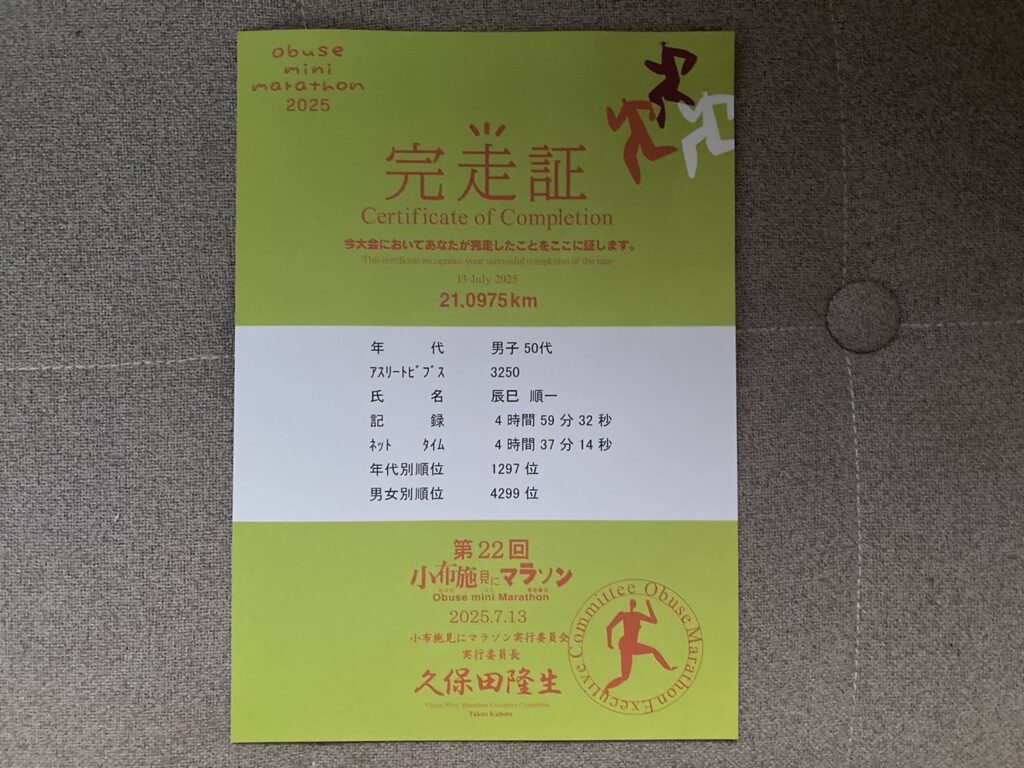 obuse
mini
marathon
2025
完走証
Certificate of Completion
今大会においてあなたが完走したことをここに証します。
This certificate recognizes your successful completion of the race.
13 July 2025
21.0975km
年 代 男子 50代
ｱｽﾘｰﾄﾋﾞﾌﾞｽ 3250
氏 名 辰巳 順一
記 録 4 時間 59 分 32 秒
ﾈｯﾄ ﾀｲﾑ 4 時間 37 分 14 秒
年代別順位 1297 位
男女別順位 4299 位
第22回
小布施見にマラソン
Obuse mini Marathon
2025.7.13
小布施見にマラソン実行委員会
実行委員長
久保田隆生
Obuse Mini Marathon Executive Committee
Takao Kubota
Obuse Marathon Executive Committee